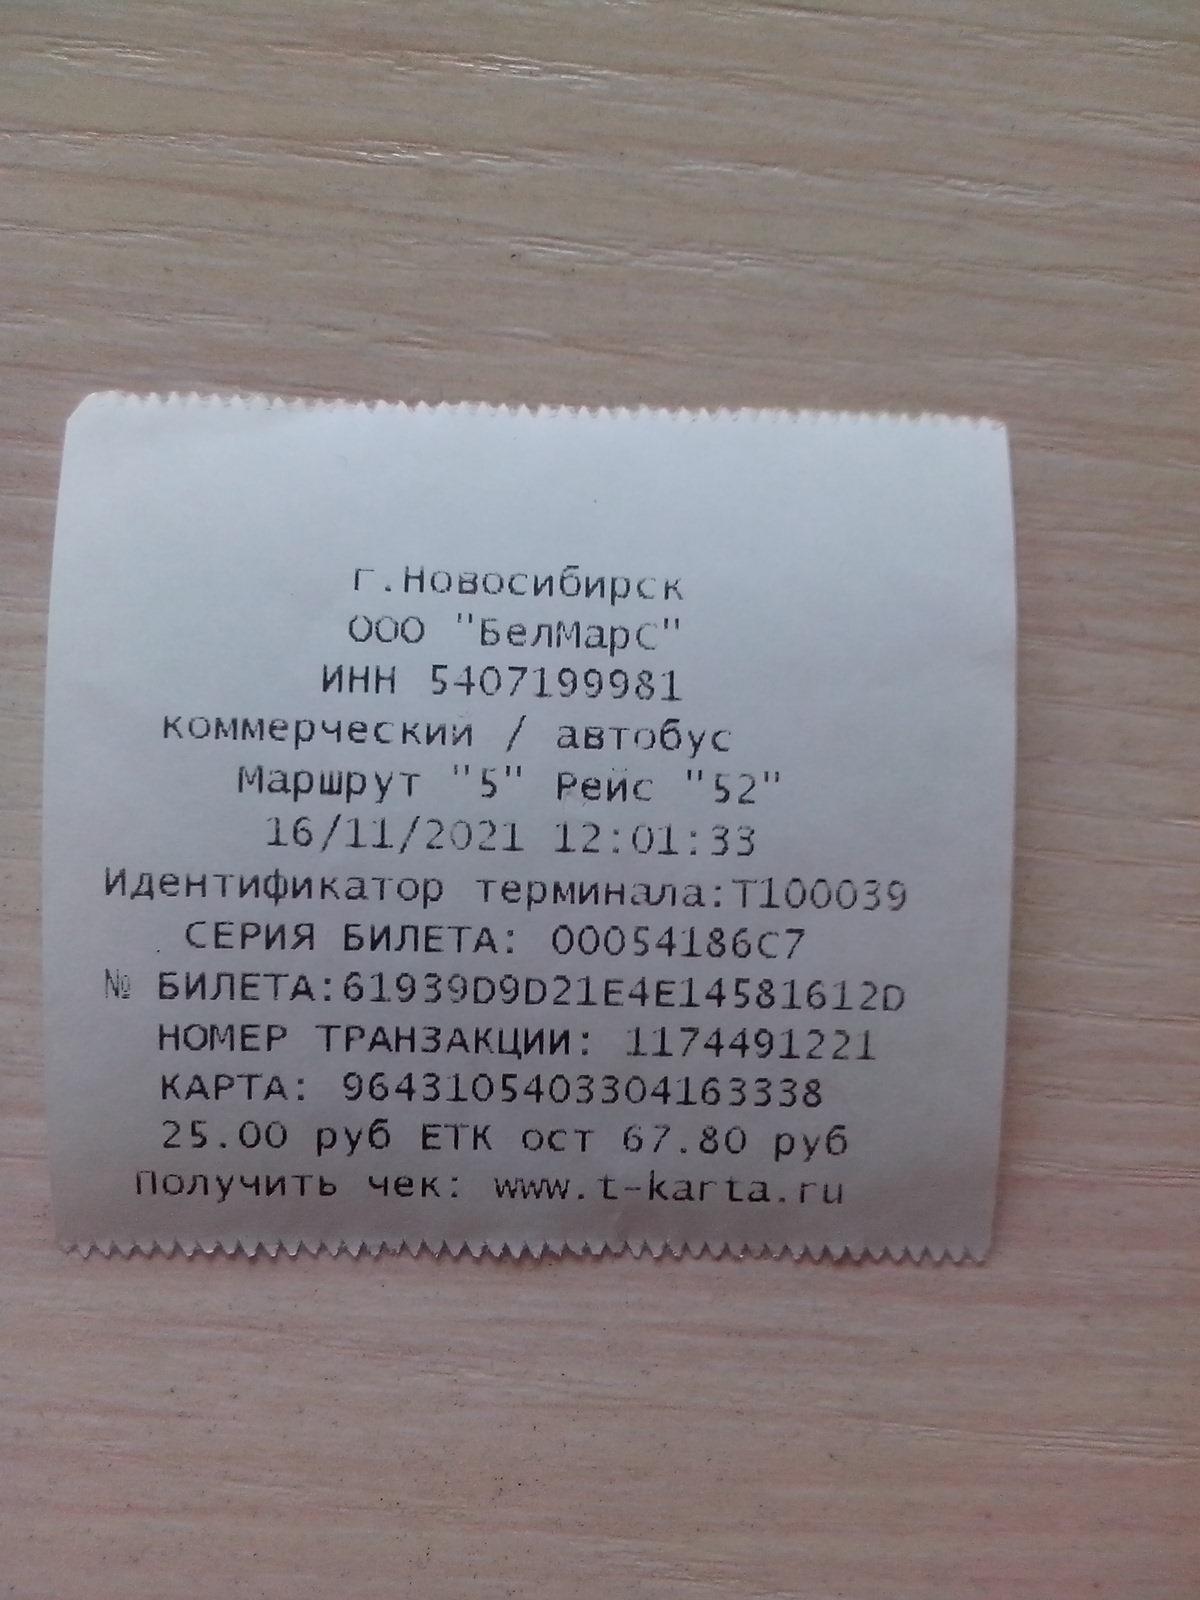 г.Новосибирск
ООО "БелМарС"
ИНН 5407199981
коммерческий / автобус
Маршрут "5" Рейс "52"
16/11/2021 12:01:33
Идентификатор терминала:Т100039
СЕРИЯ БИЛЕТА: 00054186C7
№ БИЛЕТА:61939D9D21E4E14581612D
НОМЕР ТРАНЗАКЦИИ: 1174491221
КАРТА: 9643105403304163338
25.00 руб ЕТК ост 67.80 руб
Получить чек: www.t-karta.ru